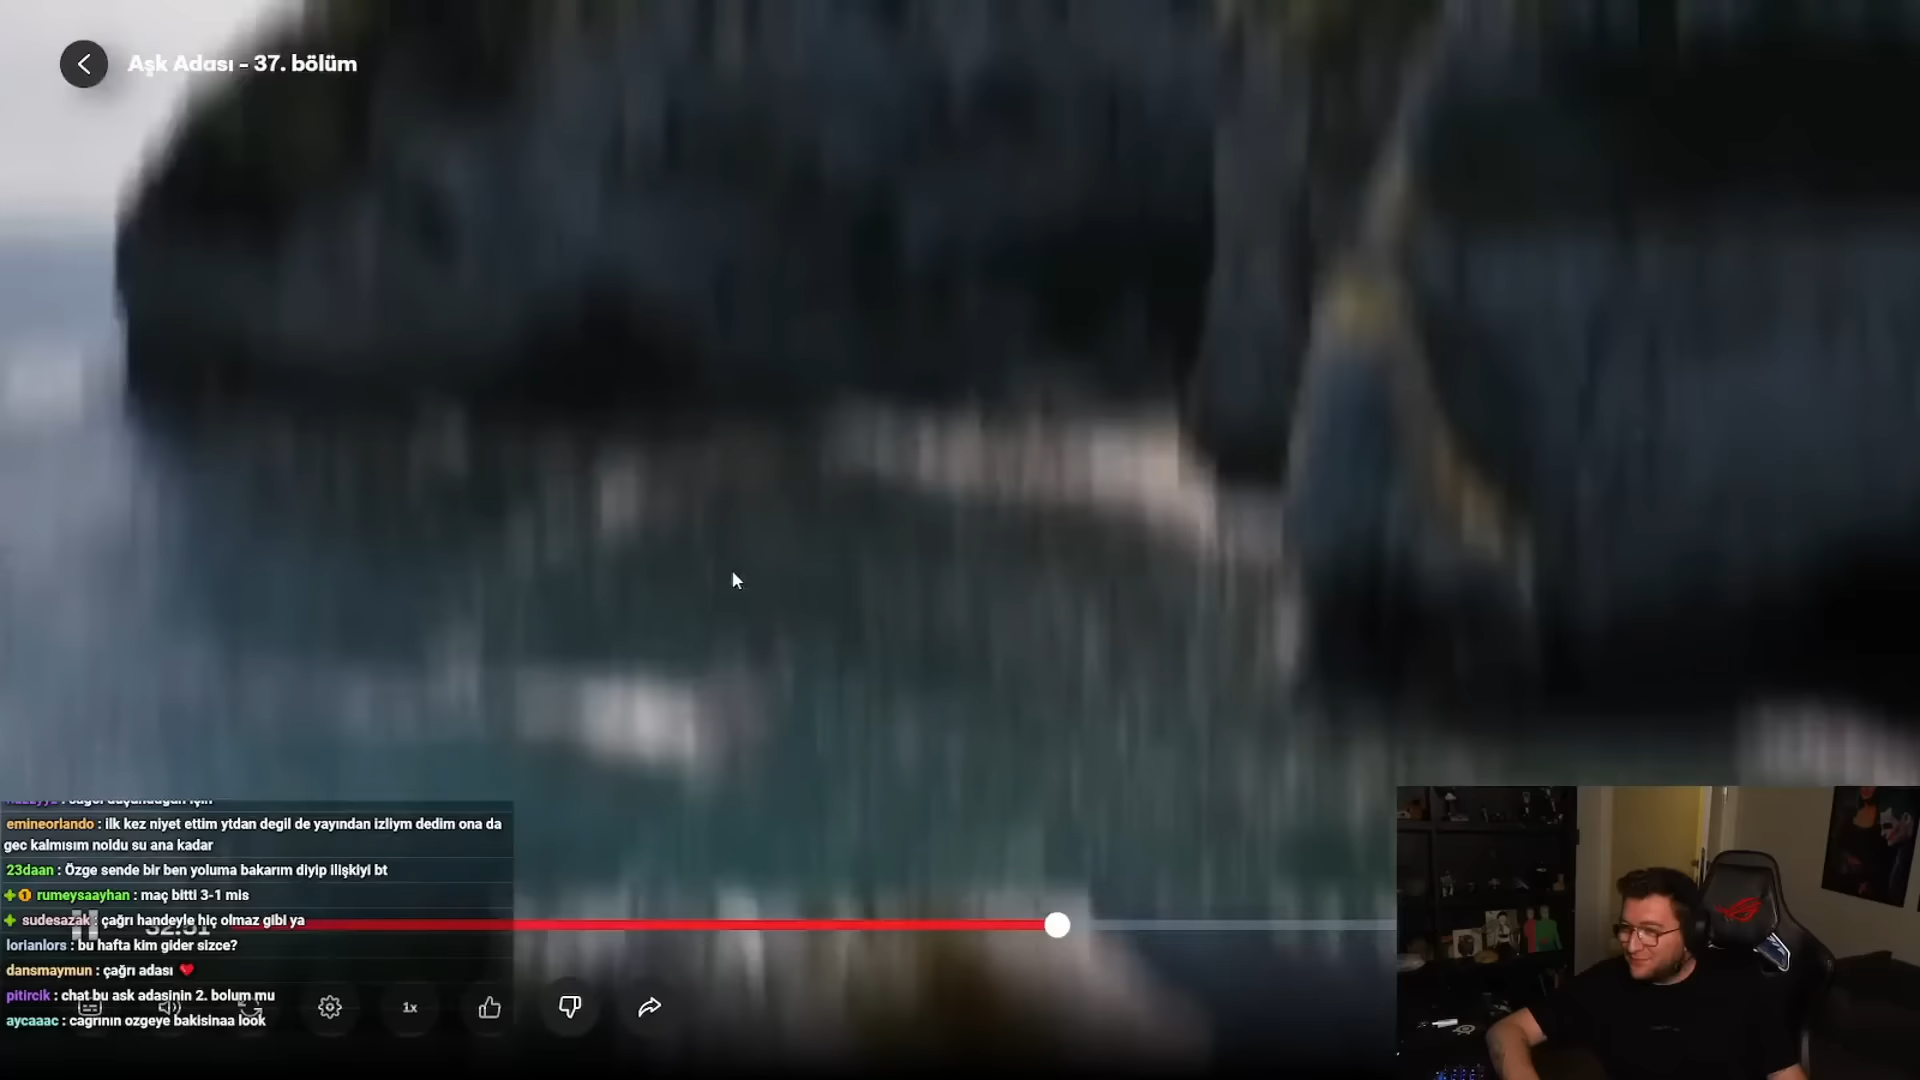 Aşk Adası - 37. bölüm
emineorlando : ilk kez niyet ettim ytdan degil de yayından izliym dedim ona da
gec kalmısım noldu su ana kadar
23daan : Özge sende bir ben yoluma bakarım diyip ilişkiyi bt
rumeysaayhan : maç bitti 3-1 mis
sudesazak : çağrı handeyle hiç olmaz gibi ya
lorianlors : bu hafta kim gider sizce?
dansmaymun : çağrı adası
pitircik : chat bu ask adasinin 2. bolum mu
aycaaac : cagrının ozgeye bakisinaa look
1x